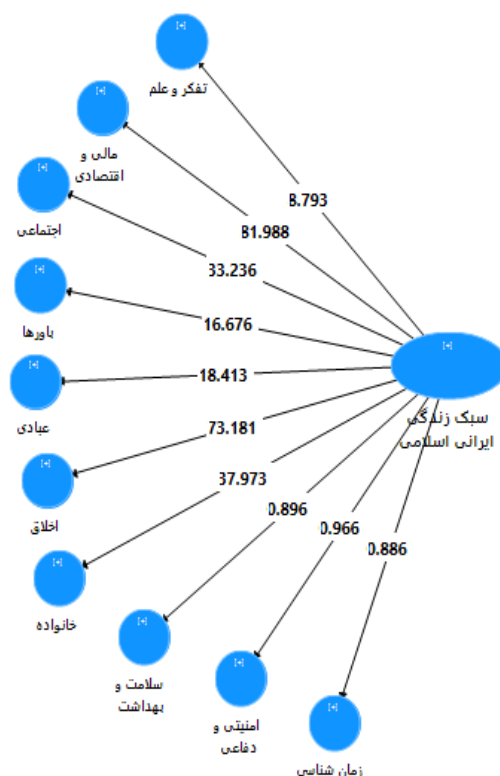 [+]
تفکر و علم
[+]
مالی و
اقتصادی
[+]
اجتماعی
[+]
باورها
[+]
عبادی
[+]
اخلاق
[+]
خانواده
[+]
سلامت و
بهداشت
[+]
امنیتی و
دفاعی
[+]
زمان شناسی
[+]
سبک زندگی
ایرانی اسلامی
8.793
81.988
33.236
16.676
18.413
73.181
37.973
0.896
0.966
0.886